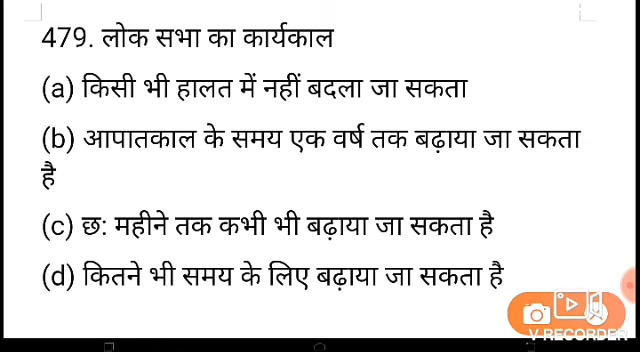 479. लोक सभा का कार्यकाल
(a) किसी भी हालत में नहीं बदला जा सकता
(b) आपातकाल के समय एक वर्ष तक बढ़ाया जा सकता
है
(c) छ: महीने तक कभी भी बढ़ाया जा सकता है
(d) कितने भी समय के लिए बढ़ाया जा सकता है
V RECORDER